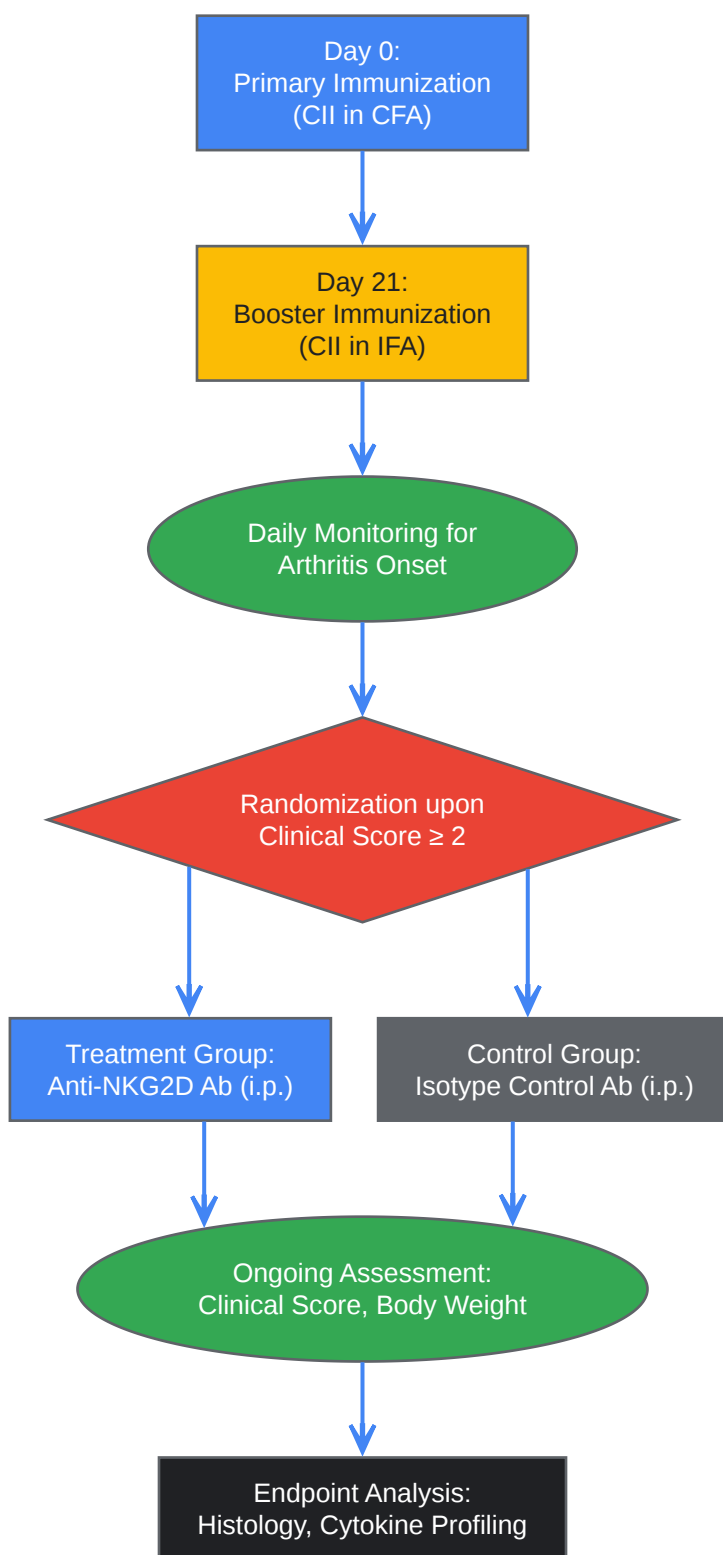 Day 0:
Primary Immunization
(CII in CFA)
Day 21:
Booster Immunization
(CII in IFA)
Daily Monitoring for
Arthritis Onset
Randomization upon
Clinical Score ≥ 2
Treatment Group:
Anti-NKG2D Ab (i.p.)
Control Group:
Isotype Control Ab (i.p.)
Ongoing Assessment:
Clinical Score, Body Weight
Endpoint Analysis:
Histology, Cytokine Profiling